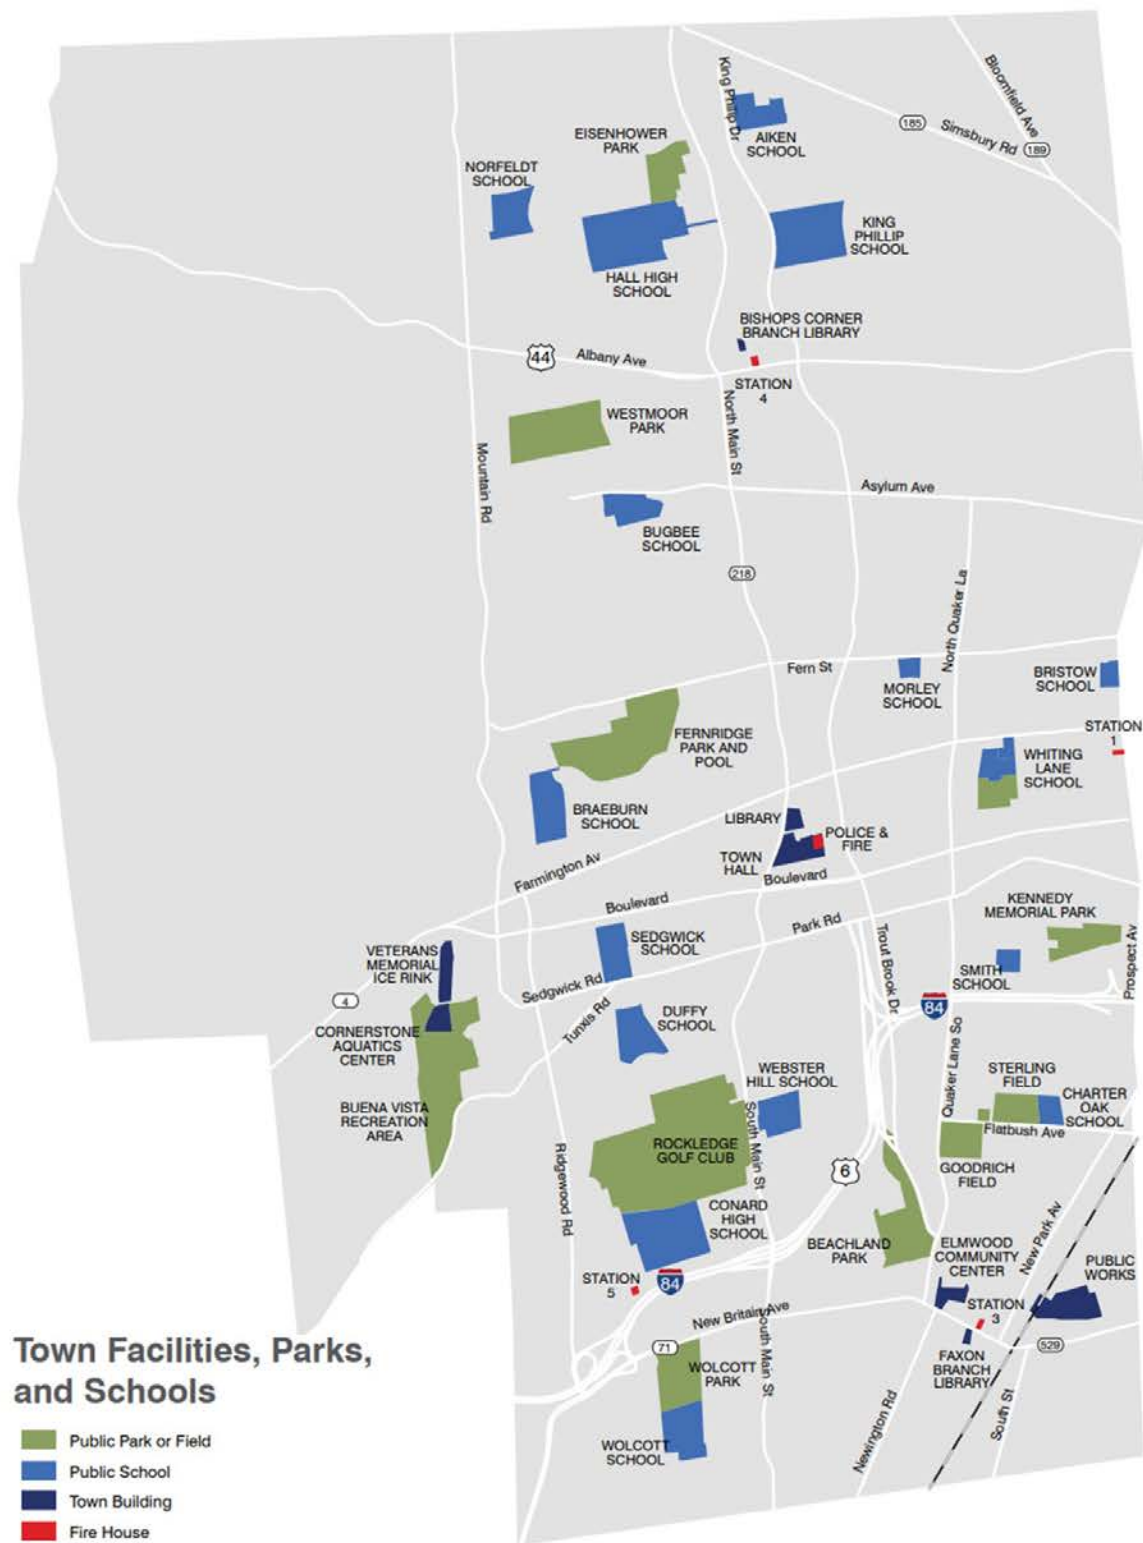 King Philip Dr
Bloomfield Ave
185
Simsbury Rd
189
AIKEN
SCHOOL
EISENHOWER
PARK
NORFELDT
SCHOOL
KING
PHILLIP
SCHOOL
HALL HIGH
SCHOOL
BISHOPS CORNER
BRANCH LIBRARY
44
Albany Ave
STATION
4
WESTMOOR
PARK
North Main St
Mountain Rd
Asylum Ave
BUGBEE
SCHOOL
218
North Quaker La
Fern St
MORLEY
SCHOOL
BRISTOW
SCHOOL
STATION
1
FERNRIDGE
PARK AND
POOL
WHITING
LANE
SCHOOL
BRAEBURN
SCHOOL
LIBRARY
POLICE &
FIRE
TOWN
HALL
Farmington Av
Boulevard
Boulevard
KENNEDY
MEMORIAL PARK
Park Rd
VETERANS
MEMORIAL
ICE RINK
SEDGWICK
SCHOOL
Trout Brook Dr
SMITH
SCHOOL
Prospect Av
4
Sedgwick Rd
Tunxis Rd
84
DUFFY
SCHOOL
CORNERSTONE
AQUATICS
CENTER
Quaker Lane So
WEBSTER
HILL SCHOOL
STERLING
FIELD
CHARTER
OAK
SCHOOL
BUENA VISTA
RECREATION
AREA
South Main St
Flatbush Ave
ROCKLEDGE
GOLF CLUB
6
GOODRICH
FIELD
Ridgewood Rd
CONARD
HIGH
SCHOOL
New Park Av
BEACHLAND
PARK
ELMWOOD
COMMUNITY
CENTER
PUBLIC
WORKS
STATION
5
84
STATION
3
New Britain Ave
South Main St
71
529
WOLCOTT
PARK
FAXON
BRANCH
LIBRARY
Newington Rd
South St
WOLCOTT
SCHOOL
Town Facilities, Parks,
and Schools
Public Park or Field
Public School
Town Building
Fire House